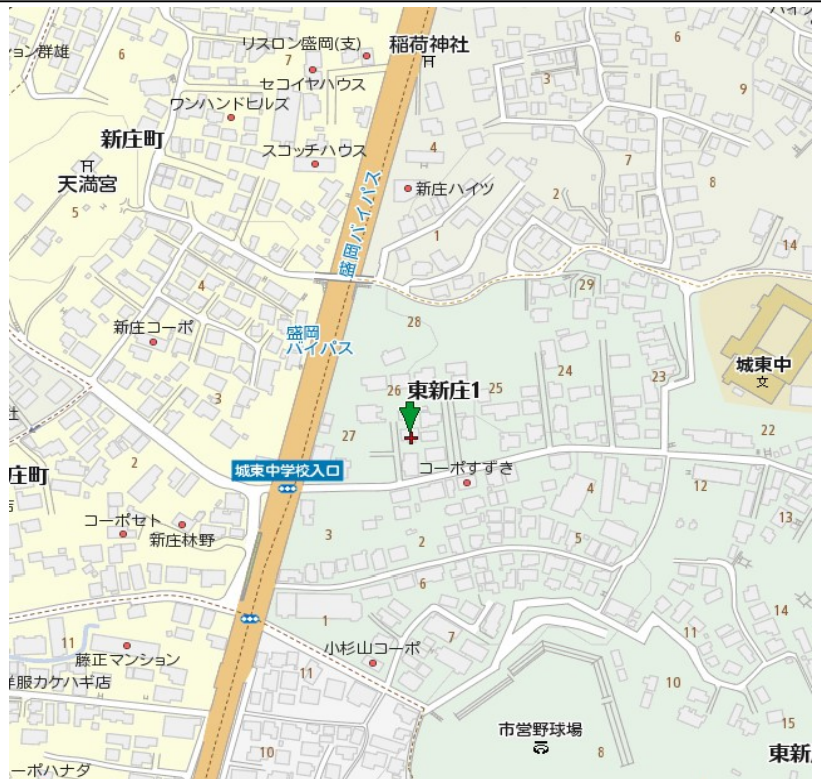 ション群雄
6
リスロン盛岡(支)
7
稲荷神社
ハイツ
6
セコイヤハウス
3
9
ワンハンドヒルズ
新庄町
スコッチハウス
4
7
天満宮
新庄ハイツ
8
5
2
盛岡バイパス
1
14
4
29
28
新庄コーポ
盛岡
バイパス
城東中
24
23
26
東新庄1
25
3
27
22
庄町
2
城東中学校入口
コーポすずき
4
12
コーポセト
13
新庄林野
3
2
5
6
1
14
11
小杉山コーポ
7
11
藤正マンション
洋服カケハギ店
11
10
市営野球場
15
10
8
東新
ーポハナダ